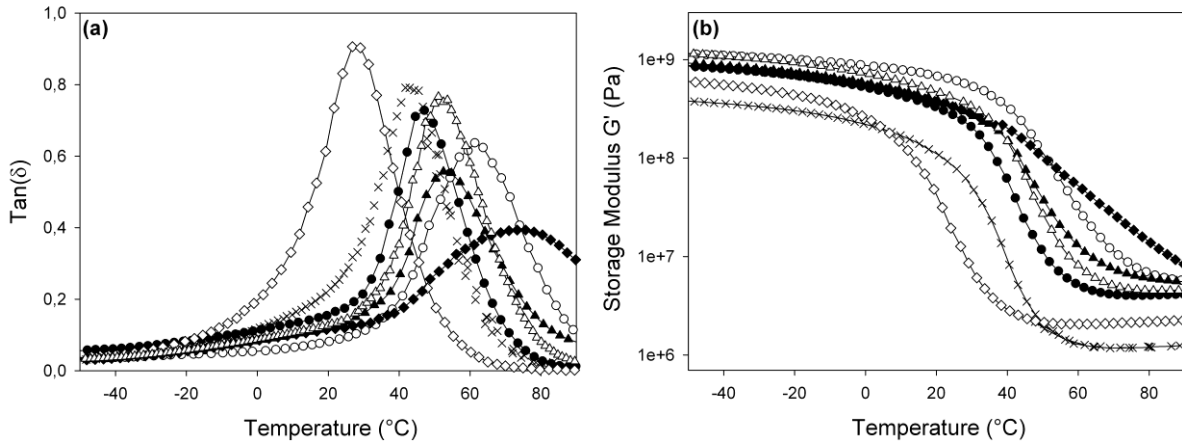 (a)
Tan(δ)
1,0
0,8
0,6
0,4
0,2
0,0
-40 -20 0 20 40 60 80
Temperature (°C)
(b)
Storage Modulus G' (Pa)
1e+9
1e+8
1e+7
1e+6
-40 -20 0 20 40 60 80
Temperature (°C)